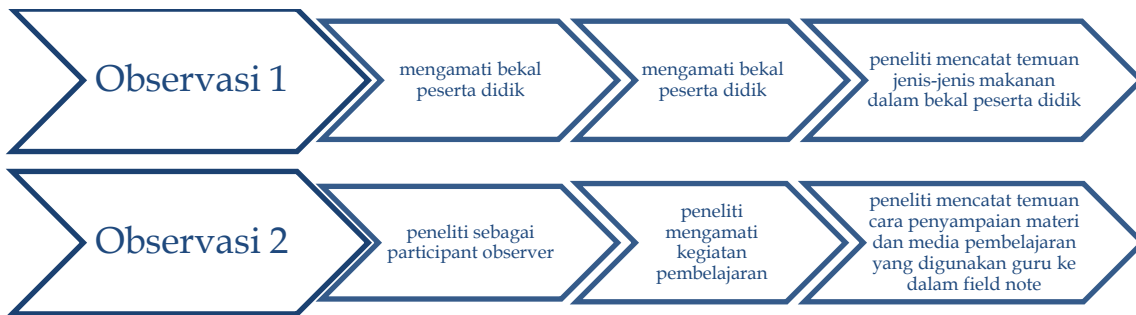 Observasi 1
mengamati bekal
peserta didik
mengamati bekal
peserta didik
peneliti mencatat temuan
jenis-jenis makanan
dalam bekal peserta didik
Observasi 2
peneliti sebagai
participant observer
peneliti
mengamati
kegiatan
pembelajaran
peneliti mencatat temuan
cara penyampaian materi
dan media pembelajaran
yang digunakan guru ke
dalam field note